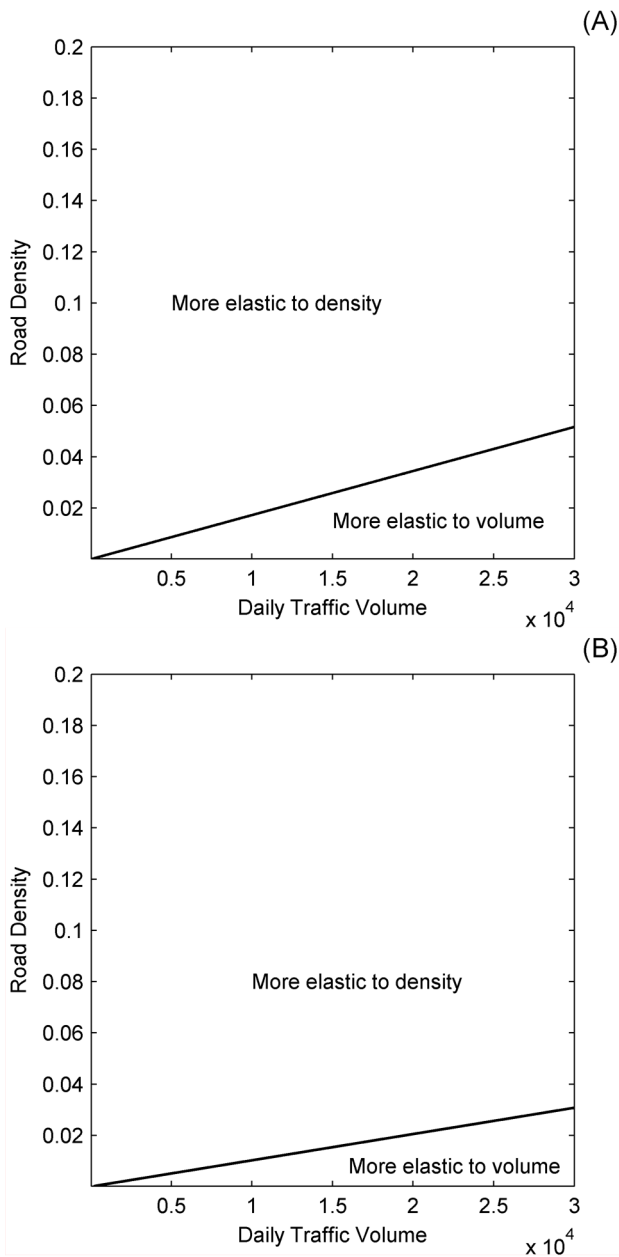 (A)
0.2
0.18
0.16
0.14
0.12
0.1
0.08
0.06
0.04
0.02
Road Density
More elastic to density
More elastic to volume
0.5 1 1.5 2 2.5 3
Daily Traffic Volume
x 10^4
(B)
0.2
0.18
0.16
0.14
0.12
0.1
0.08
0.06
0.04
0.02
Road Density
More elastic to density
More elastic to volume
0.5 1 1.5 2 2.5 3
Daily Traffic Volume
x 10^4